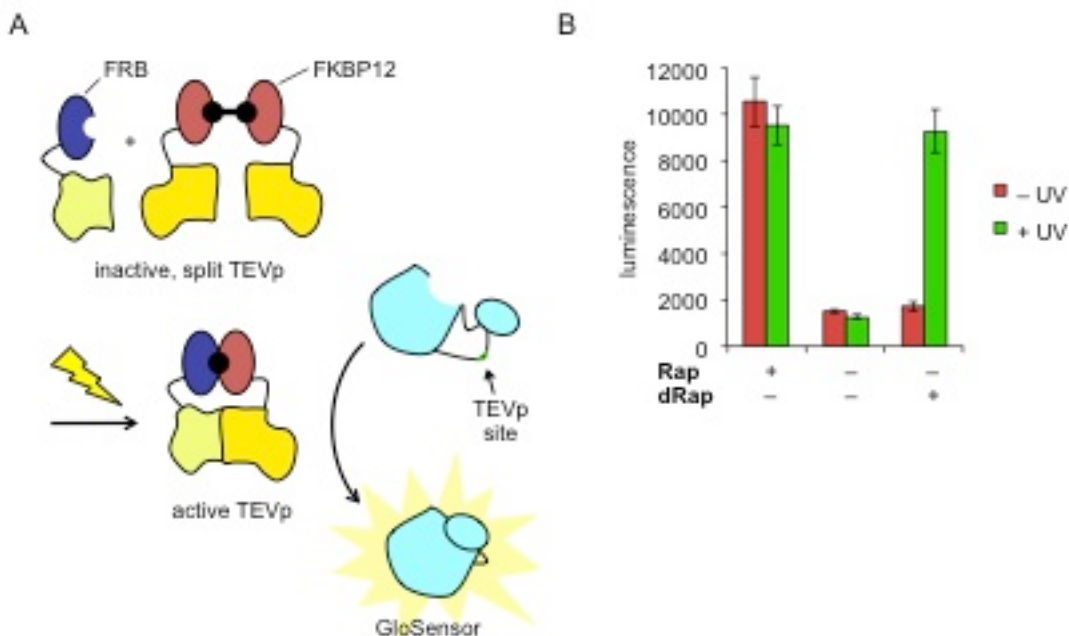 A
FRB
FKBP12
+
inactive, split TEVp
TEVp
site
active TEVp
GloSensor
B
12000
10000
8000
6000
4000
2000
0
luminescence
– UV
+ UV
Rap + – –
dRap – – +